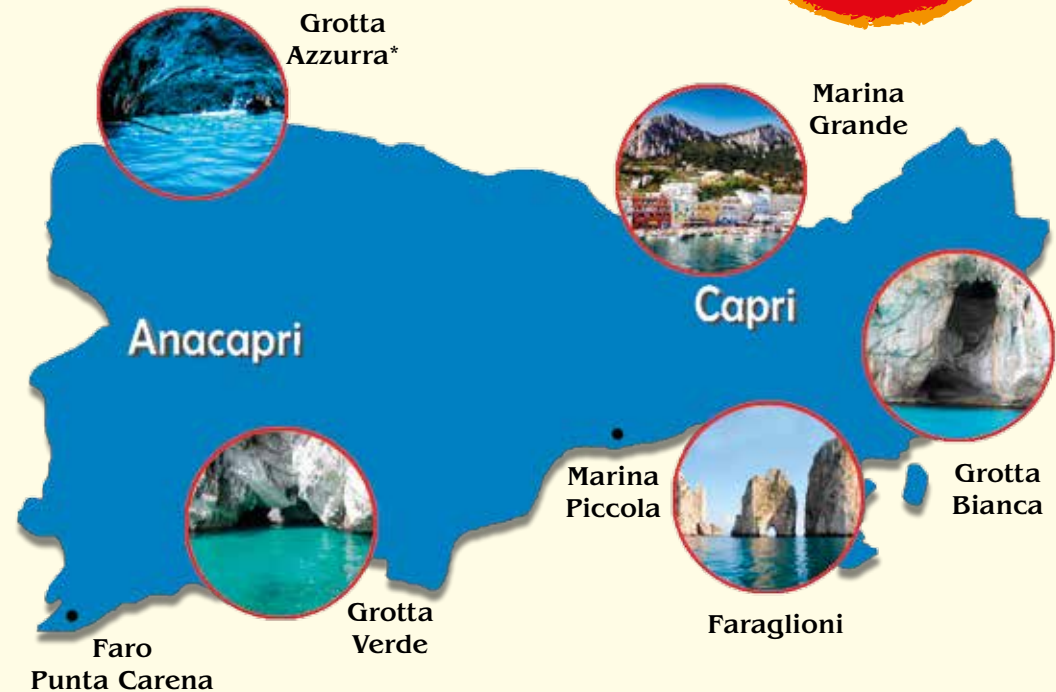 Grotta
Azzurra*
Marina
Grande
Capri
Anacapri
Marina
Piccola
Grotta
Bianca
Grotta
Verde
Faraglioni
Faro
Punta Carena